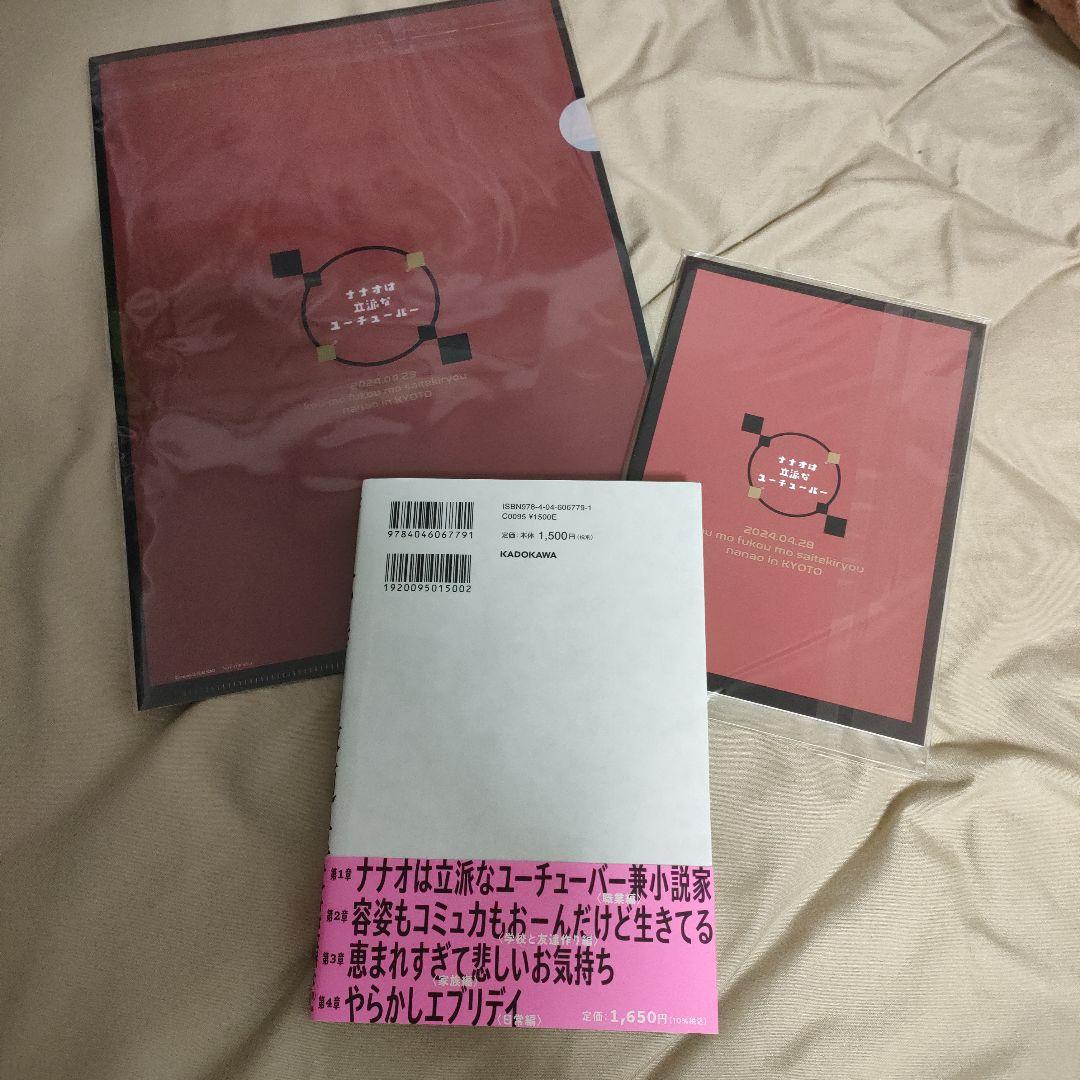 ナナオは
立派な
ユーチューバー
2024.04.28
kou mo fukou mo saitekiryou
nanao in KYOTO
ナナオは
立派な
ユーチューバー
2024.04.28
mo fukou mo saitekiryou
nanao in KYOTO
ISBN978-4-04-606779-1
C0095 ¥1500E
定価:本体 1,500円(税別)
KADOKAWA
9784046067791
1920095015002
第1章 ナナオは立派なユーチューバー兼小説家
〈職業編〉
第2章 容姿もコミュ力もおーんだけど生きてる
〈学校と友達作り編〉
第3章 恵まれすぎて悲しいお気持ち
〈家族編〉
第4章 やらかしエブリデイ
〈日常編〉
定価:1,650円(10%税込)